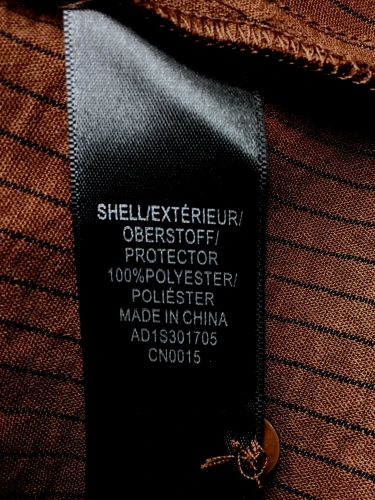 SHELL/EXTÉRIEUR/
OBERSTOFF/
PROTECTOR
100%POLYESTER/
POLIÉSTER
MADE IN CHINA
AD1S301705
CN0015